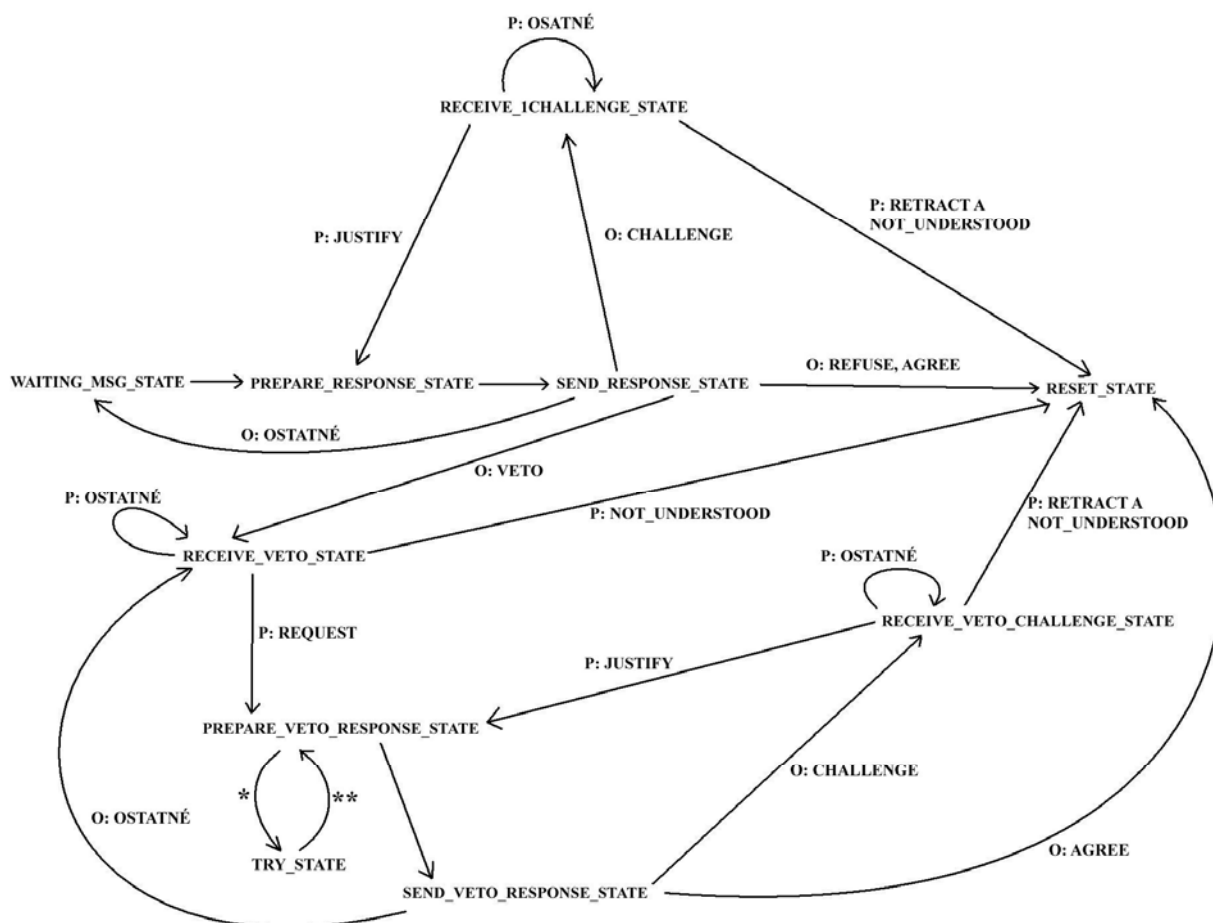 P: OSATNÉ
RECEIVE_1CHALLENGE_STATE
P: RETRACT A
NOT_UNDERSTOOD
P: JUSTIFY
O: CHALLENGE
WAITING_MSG_STATE
PREPARE_RESPONSE_STATE
SEND_RESPONSE_STATE
O: REFUSE, AGREE
RESET_STATE
O: OSTATNÉ
O: VETO
P: OSTATNÉ
P: NOT_UNDERSTOOD
P: RETRACT A
NOT_UNDERSTOOD
RECEIVE_VETO_STATE
P: OSTATNÉ
RECEIVE_VETO_CHALLENGE_STATE
P: REQUEST
P: JUSTIFY
PREPARE_VETO_RESPONSE_STATE
O: CHALLENGE
*
**
O: OSTATNÉ
TRY_STATE
O: AGREE
SEND_VETO_RESPONSE_STATE